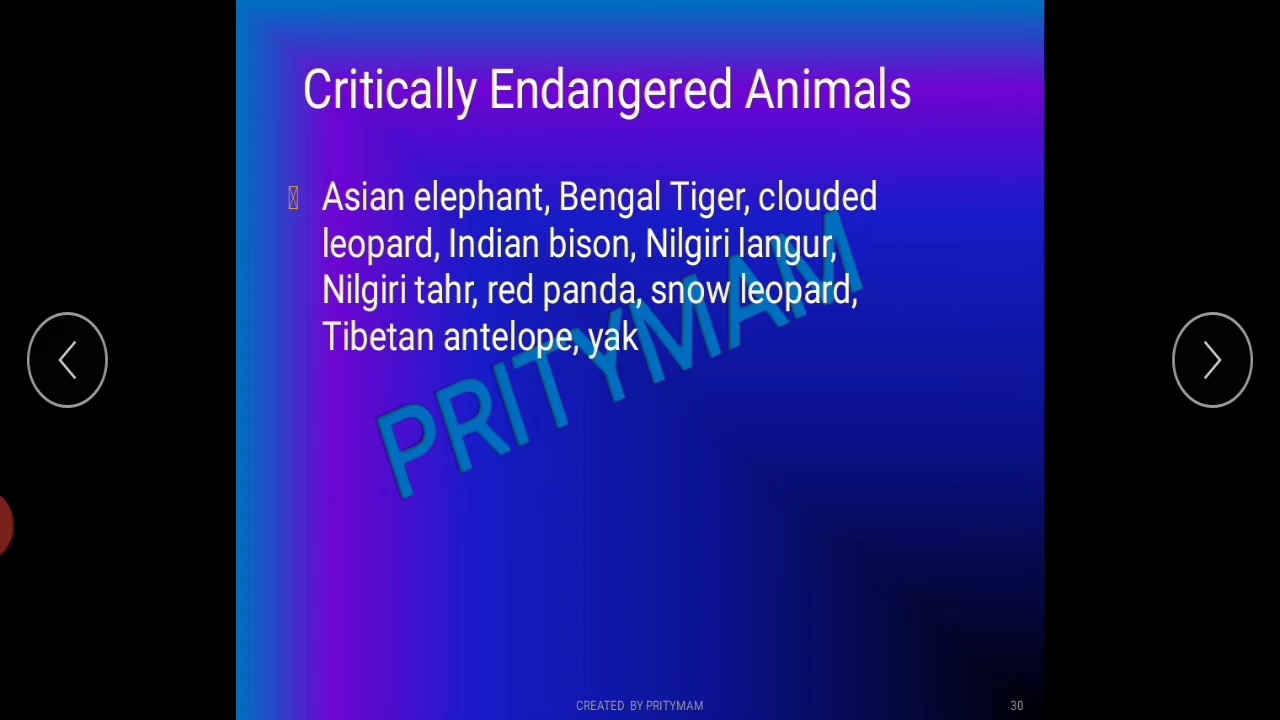 Critically Endangered Animals
Asian elephant, Bengal Tiger, clouded
leopard, Indian bison, Nilgiri langur,
Nilgiri tahr, red panda, snow leopard,
Tibetan antelope, yak
PRITYMAM
CREATED BY PRITYMAM
30